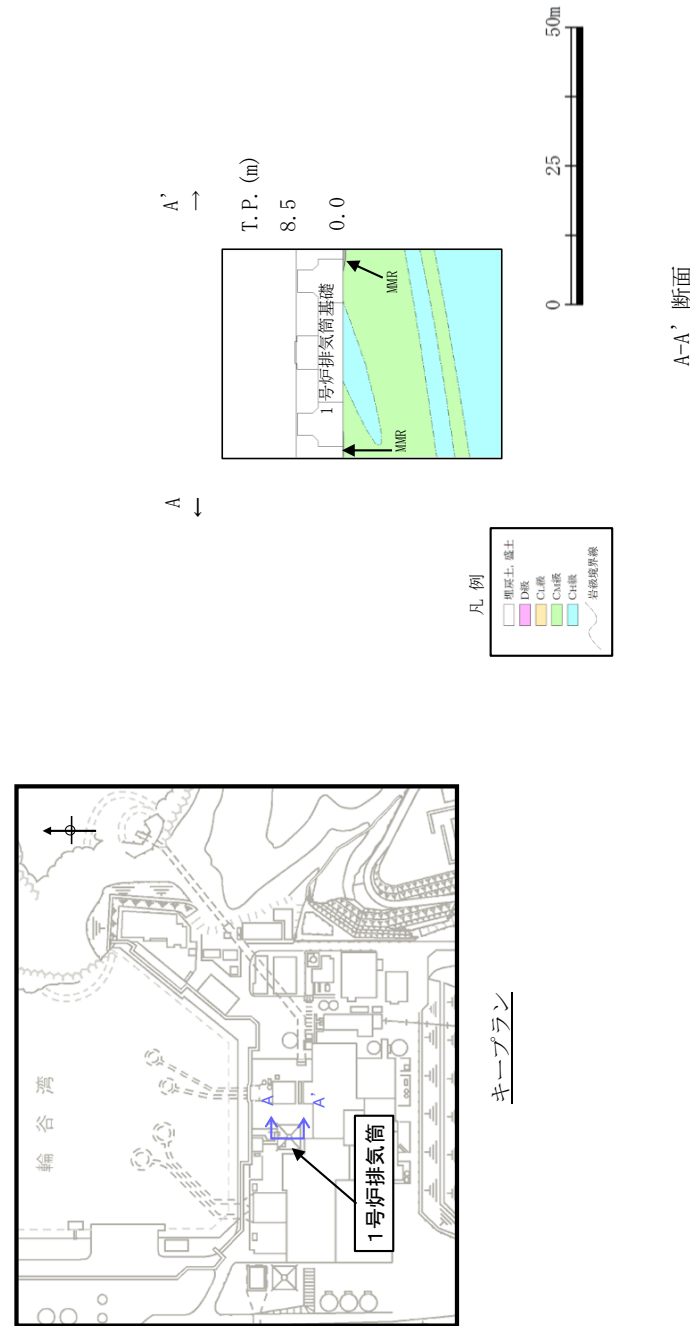 A'
→
T.P.(m)
8.5
0.0
1号炉排気筒基礎
MMR
MMR
A
←
0
25
50m
A-A' 断面
凡 例
埋戻土, 盛土
D級
CL級
CM級
CH級
岩級境界線
輪谷湾
A
A'
1号炉排気筒
キープラン